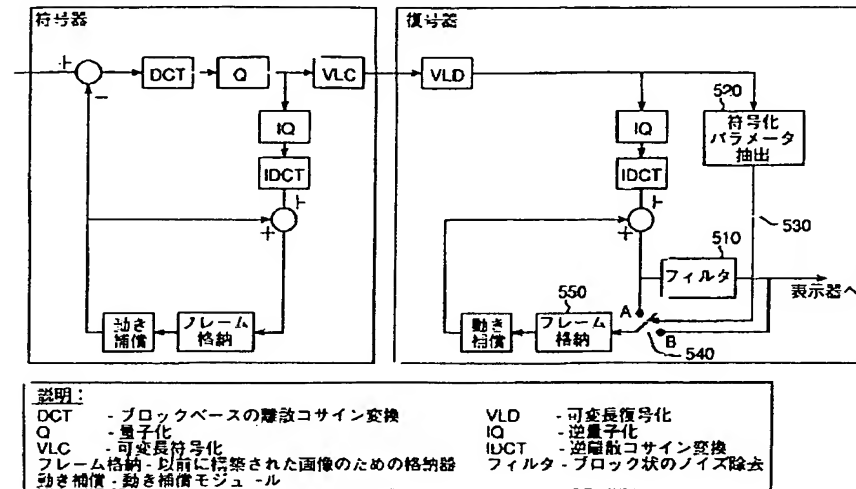 符号器
復号器
+
-
DCT
Q
VLC
VLD
IQ
IDCT
+
+
動き
補償
フレーム
格納
IQ
IDCT
+
+
520
符号化
パラメータ
抽出
530
510
フィルタ
表示器へ
550
フレーム
格納
動き
補償
A
B
540
説明:
DCT - ブロックベースの離散コサイン変換
Q - 量子化
VLC - 可変長符号化
フレーム格納 - 以前に構築された画像のための格納器
動き補償 - 動き補償モジュール
VLD - 可変長復号化
IQ - 逆量子化
IDCT - 逆離散コサイン変換
フィルタ - ブロック状のノイズ除去